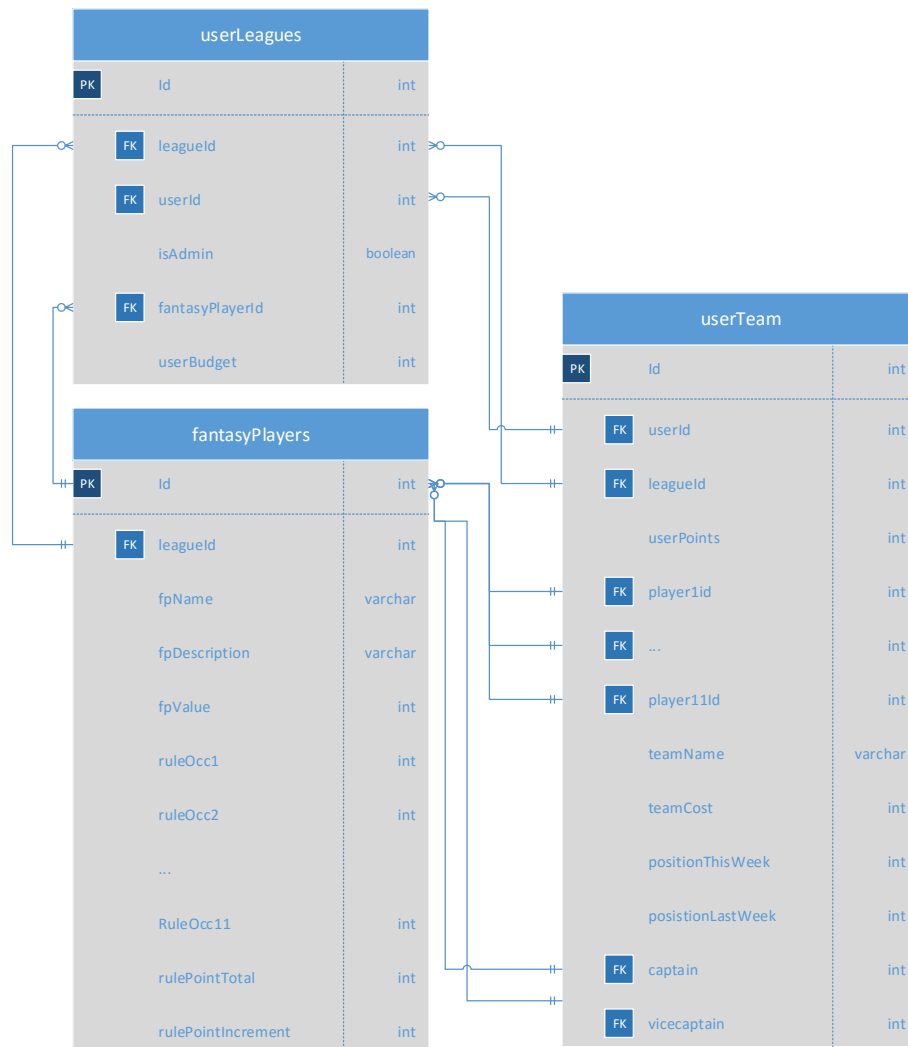 userLeagues
PK Id int
FK leagueId int
FK userId int
isAdmin boolean
FK fantasyPlayerId int
userBudget int
fantasyPlayers
PK Id int
FK leagueId int
fpName varchar
fpDescription varchar
fpValue int
ruleOcc1 int
ruleOcc2 int
...
RuleOcc11 int
rulePointTotal int
rulePointIncrement int
userTeam
PK Id int
FK userId int
FK leagueId int
userPoints int
FK player1id int
FK ... int
FK player11Id int
teamName varchar
teamCost int
positionThisWeek int
posistionLastWeek int
FK captain int
FK vicecaptain int